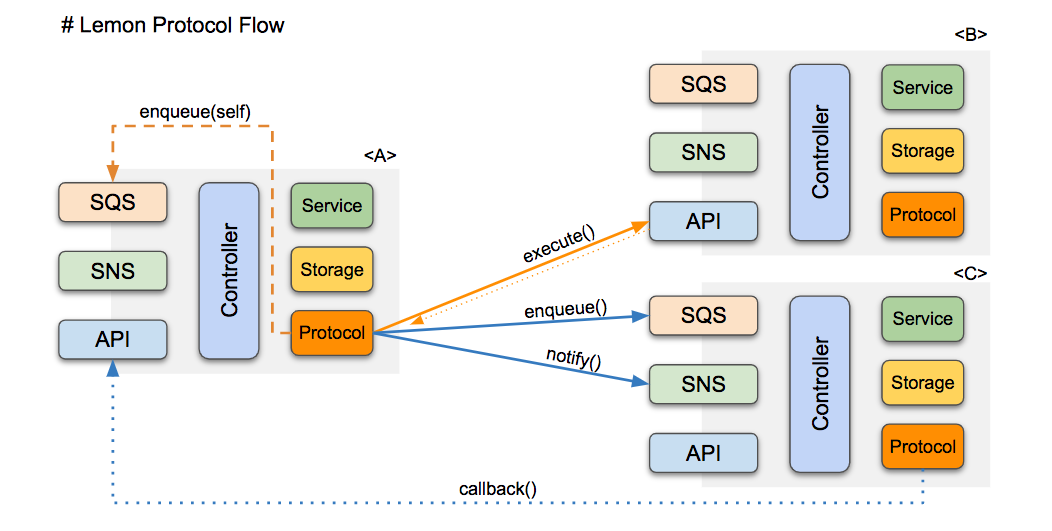 # Lemon Protocol Flow
enqueue(self)
<A>
SQS
SNS
API
Controller
Service
Storage
Protocol
execute()
enqueue()
notify()
callback()
<B>
SQS
SNS
API
Controller
Service
Storage
Protocol
<C>
SQS
SNS
API
Controller
Service
Storage
Protocol